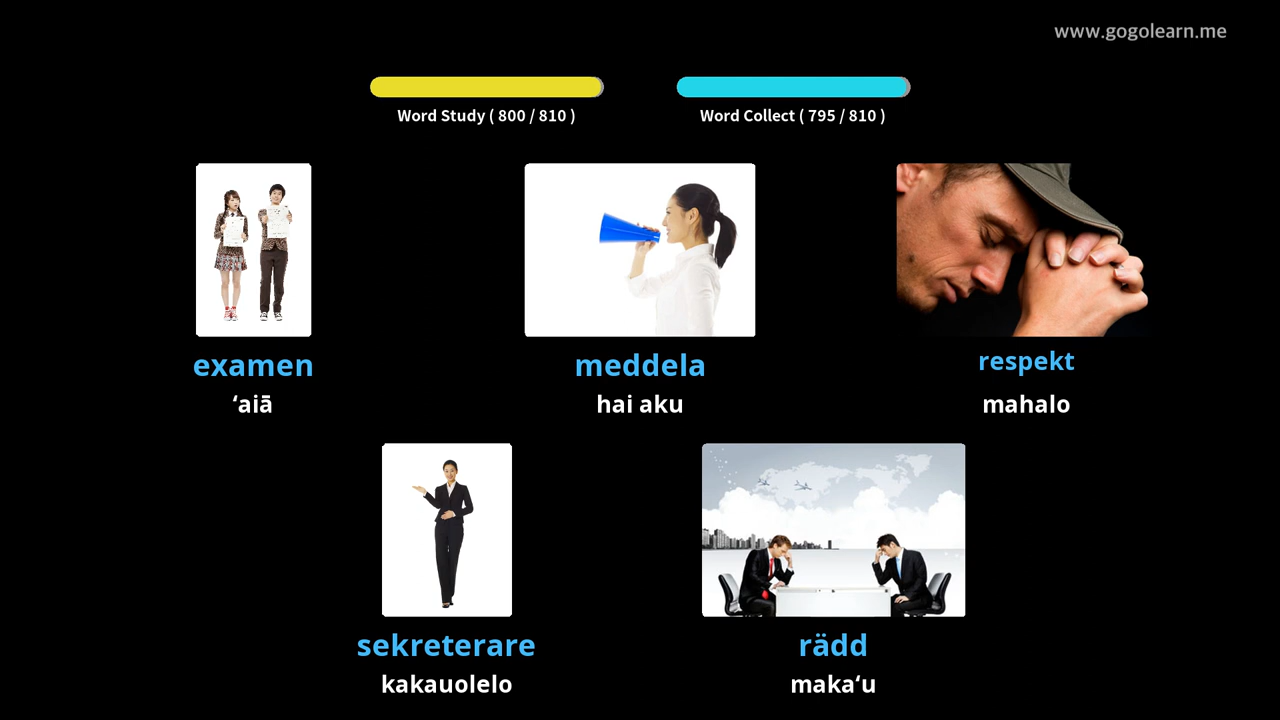 www.gogolearn.me
Word Study ( 800 / 810 )
Word Collect ( 795 / 810 )
examen
ʻaiā
meddela
hai aku
respekt
mahalo
sekreterare
kakauolelo
rädd
makaʻu